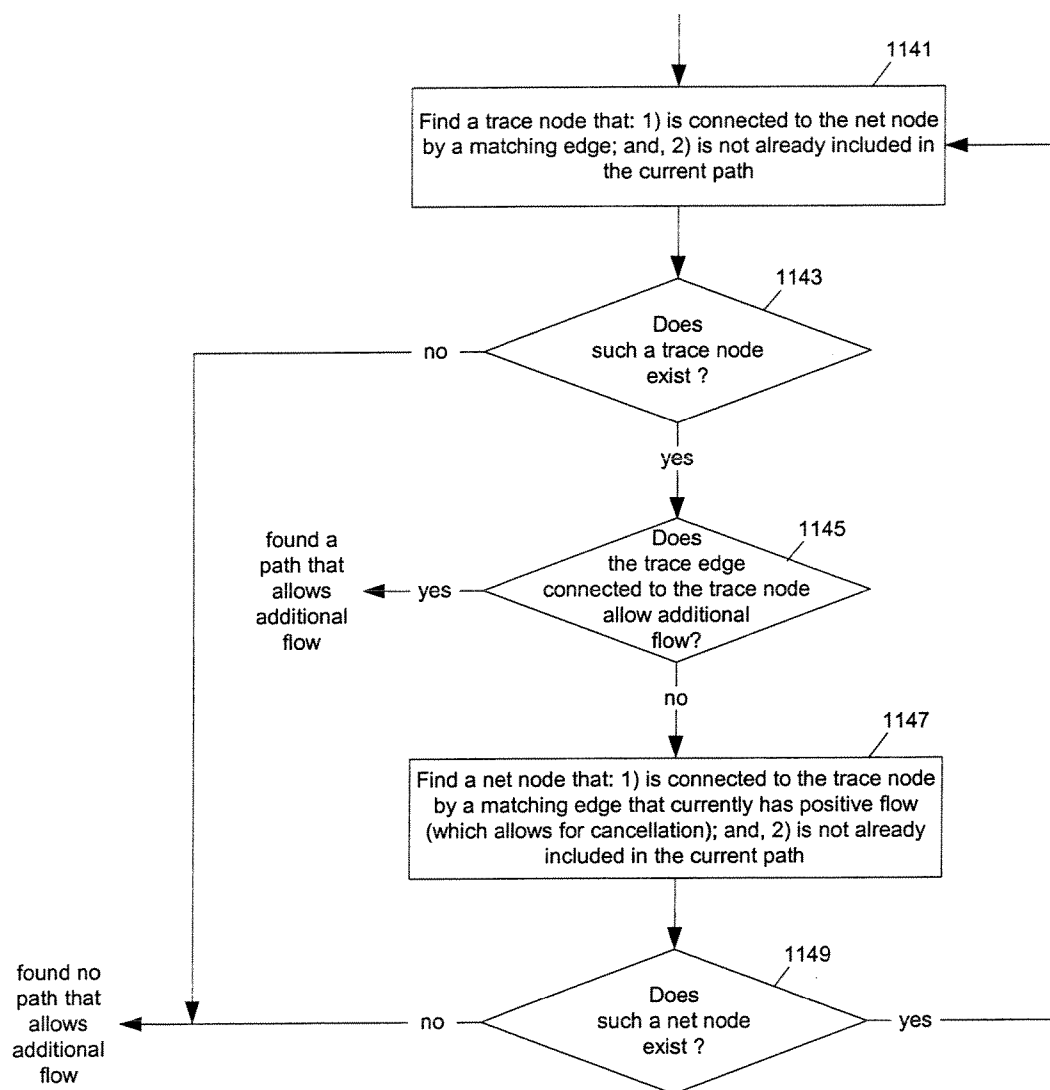 1141
Find a trace node that: 1) is connected to the net node
by a matching edge; and, 2) is not already included in
the current path
1143
Does
such a trace node
exist ?
no
yes
1145
Does
the trace edge
connected to the trace node
allow additional
flow?
yes
found a
path that
allows
additional
flow
no
1147
Find a net node that: 1) is connected to the trace node
by a matching edge that currently has positive flow
(which allows for cancellation); and, 2) is not already
included in the current path
1149
Does
such a net node
exist ?
no
yes
found no
path that
allows
additional
flow